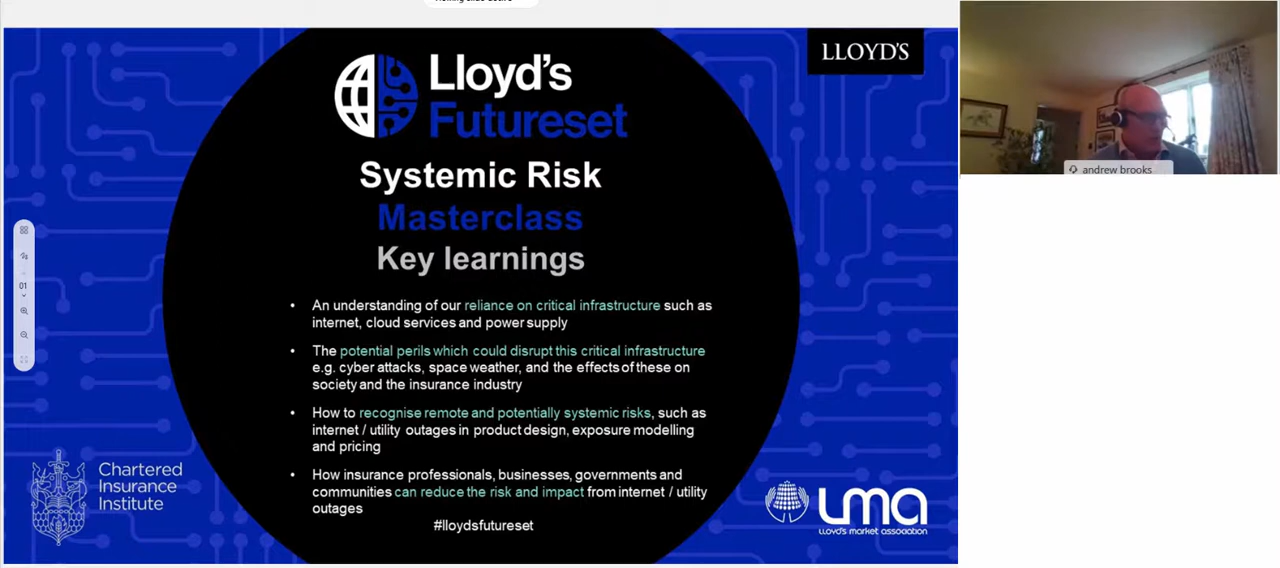 LLOYD'S
Lloyd's
Futureset
Systemic Risk
Masterclass
Key learnings
• An understanding of our reliance on critical infrastructure such as
internet, cloud services and power supply
• The potential perils which could disrupt this critical infrastructure
e.g. cyber attacks, space weather, and the effects of these on
society and the insurance industry
• How to recognise remote and potentially systemic risks, such as
internet / utility outages in product design, exposure modelling
and pricing
• How insurance professionals, businesses, governments and
communities can reduce the risk and impact from internet / utility
outages
#lloydsfutureset
Chartered
Insurance
Institute
lma
lloyd's market association
01
andrew brooks